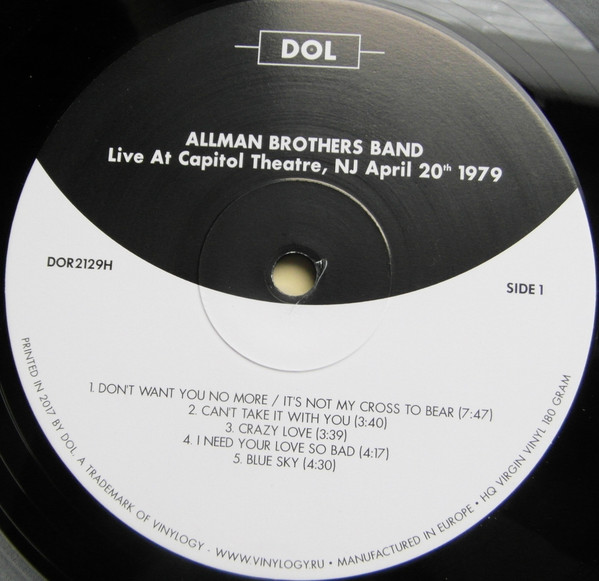 DOL
ALLMAN BROTHERS BAND
Live At Capitol Theatre, NJ April 20th 1979
DOR2129H
SIDE 1
1. DON'T WANT YOU NO MORE / IT'S NOT MY CROSS TO BEAR (7:47)
2. CAN'T TAKE IT WITH YOU (3:40)
3. CRAZY LOVE (3:39)
4. I NEED YOUR LOVE SO BAD (4:17)
5. BLUE SKY (4:30)
PRINTED IN 2017 BY DOL, A TRADEMARK OF VINYLOGY · WWW.VINYLOGY.RU • MANUFACTURED IN EUROPE • HQ VIRGIN VINYL 180 GRAM